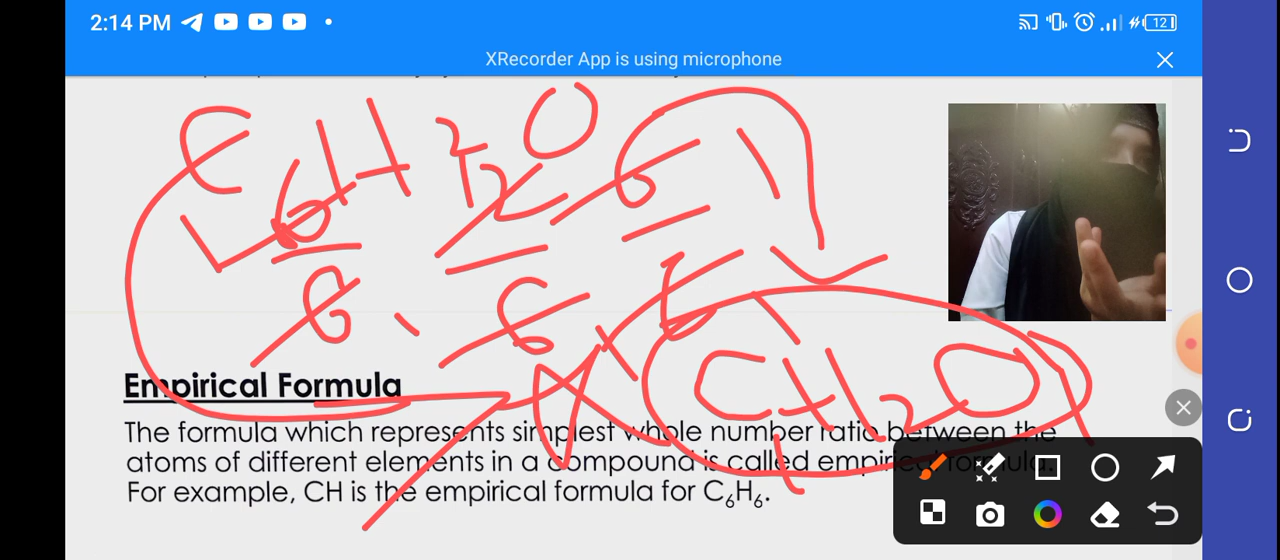 2:14 PM
12
XRecorder App is using microphone
C6H12O6
6 6 6
CH2O
Empirical Formula
The formula which represents simplest whole number ratio between the
atoms of different elements in a compound is called empirical formula.
For example, CH is the empirical formula for C₆H₆.